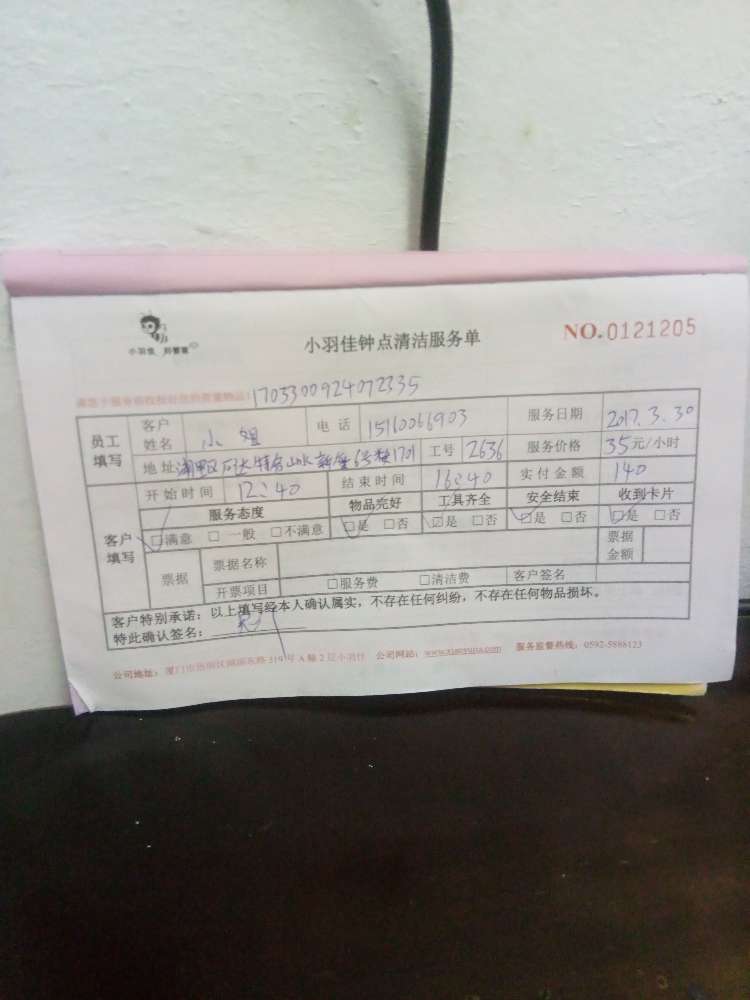 小羽佳 好管家
小羽佳钟点清洁服务单
NO.0121205
1703300924072335
员工填写
客户姓名 小姐 电话 15160066903 服务日期 2017.3.30
地址 工号 2636 服务价格 35元/小时
开始时间 12:40 结束时间 16:40 实付金额 140
客户填写
服务态度 物品完好 工具齐全 安全结束 收到卡片
□满意 □一般 □不满意 □是 □否 □是 □否 □是 □否 □是 □否
票据 票据名称 票据金额
开票项目 □服务费 □清洁费 客户签名
客户特别承诺：以上填写经本人确认属实，不存在任何纠纷，不存在任何物品损坏。
特此确认签名：
公司地址： 公司网站： 服务监督热线：0592-5888123